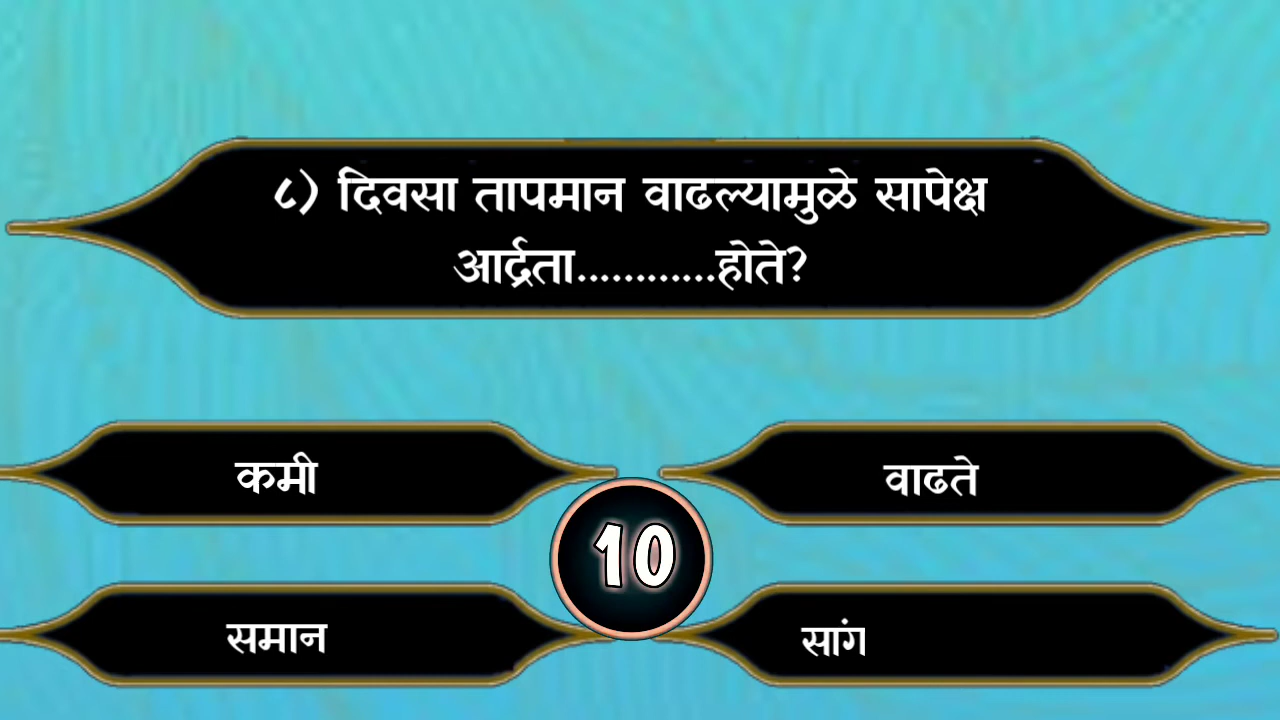 ८) दिवसा तापमान वाढल्यामुळे सापेक्ष
आर्द्रता............होते?
कमी
वाढते
10
समान
सांग